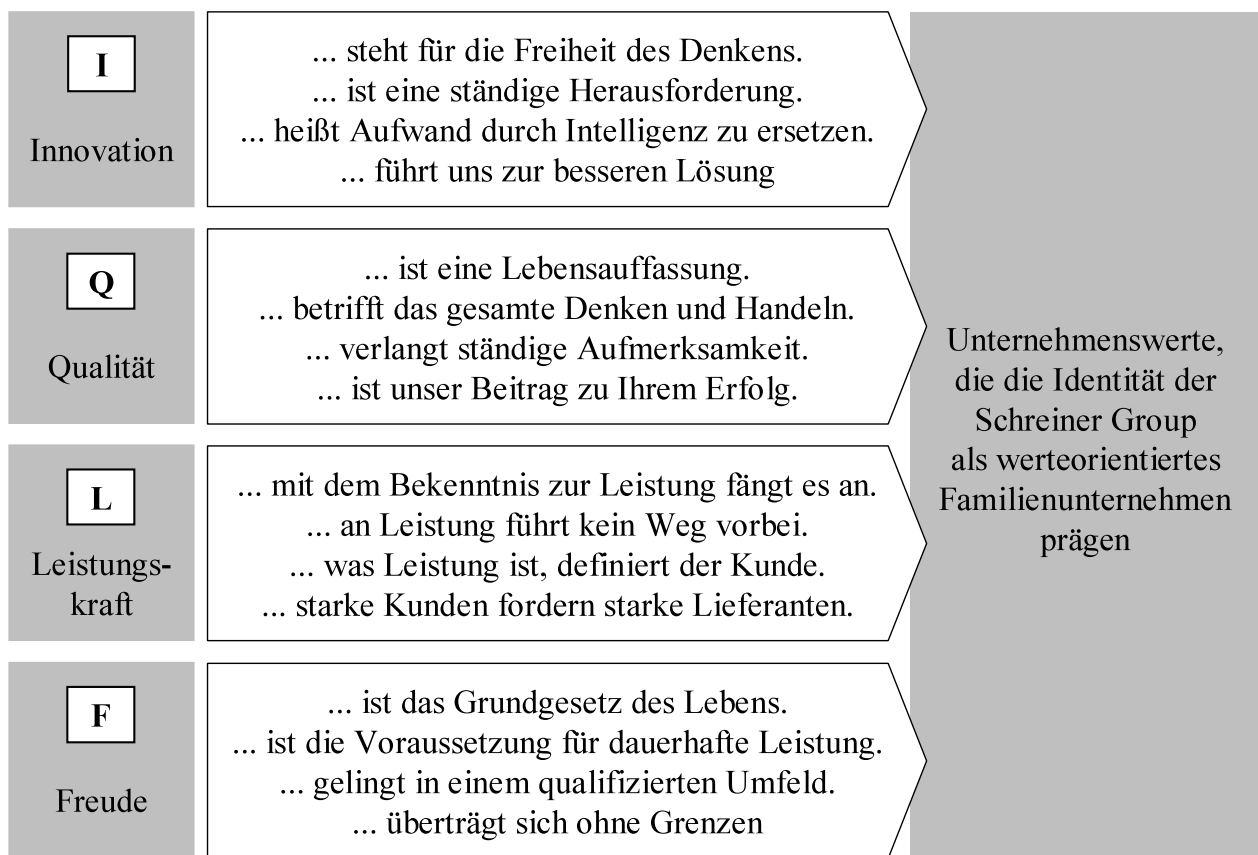 I
Innovation
... steht für die Freiheit des Denkens.
... ist eine ständige Herausforderung.
... heißt Aufwand durch Intelligenz zu ersetzen.
... führt uns zur besseren Lösung
Q
Qualität
... ist eine Lebensauffassung.
... betrifft das gesamte Denken und Handeln.
... verlangt ständige Aufmerksamkeit.
... ist unser Beitrag zu Ihrem Erfolg.
L
Leistungs-
kraft
... mit dem Bekenntnis zur Leistung fängt es an.
... an Leistung führt kein Weg vorbei.
... was Leistung ist, definiert der Kunde.
... starke Kunden fordern starke Lieferanten.
F
Freude
... ist das Grundgesetz des Lebens.
... ist die Voraussetzung für dauerhafte Leistung.
... gelingt in einem qualifizierten Umfeld.
... überträgt sich ohne Grenzen
Unternehmenswerte,
die die Identität der
Schreiner Group
als werteorientiertes
Familienunternehmen
prägen